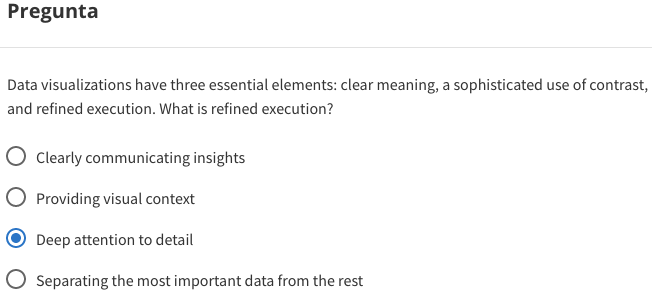 Pregunta
Data visualizations have three essential elements: clear meaning, a sophisticated use of contrast,
and refined execution. What is refined execution?
Clearly communicating insights
Providing visual context
Deep attention to detail
Separating the most important data from the rest